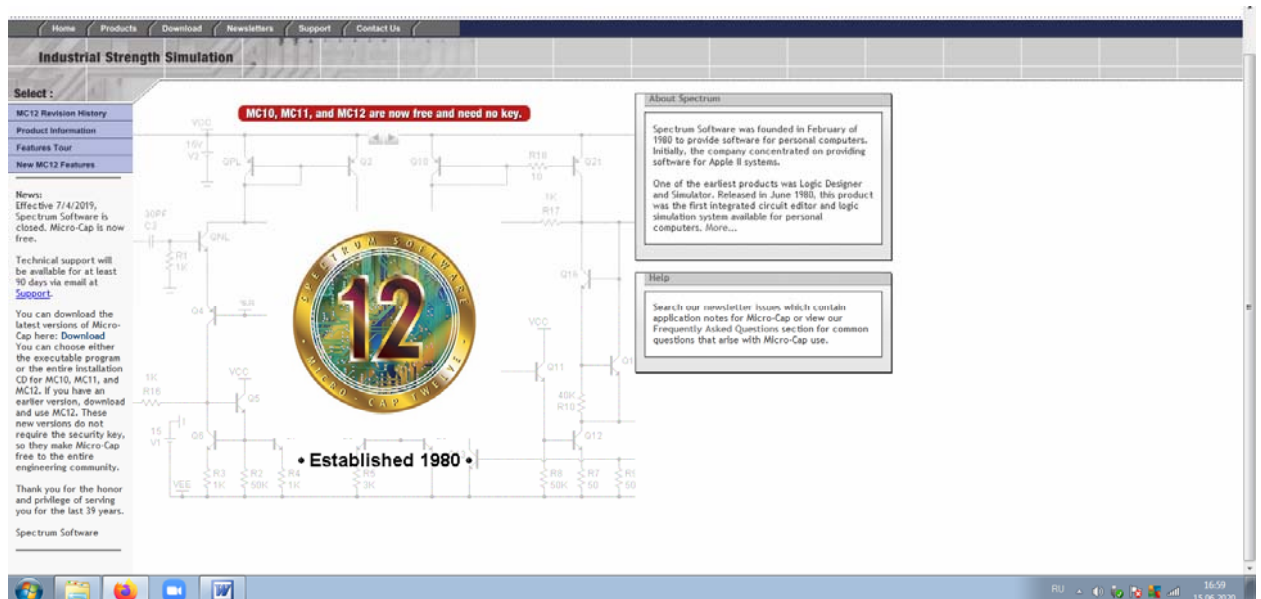 Home Products Download Newsletters Support Contact Us
Industrial Strength Simulation
Select :
MC12 Revision History
Product Information
Features Tour
New MC12 Features
News:
Effective 7/4/2019,
Spectrum Software is
closed. Micro-Cap is now
free.
Technical support will
be available for at least
90 days via email at
Support.
You can download the
latest versions of Micro-
Cap here: Download
You can choose either
the executable program
or the entire installation
CD for MC10, MC11, and
MC12. If you have an
earlier version, download
and use MC12. These
new versions do not
require the security key,
so they make Micro-Cap
free to the entire
engineering community.
Thank you for the honor
and privilege of serving
you for the last 39 years.
Spectrum Software
MC10, MC11, and MC12 are now free and need no key.
VCC
15V
V2
QPL
Q2
Q10
R18
10
Q21
1K
R17
30PF
C3
QNL
R1
1K
Q4
Q14
VCC
VCC
1K
R16
Q5
Q11
40K
R10
15
V1
Q6
Q12
VEE
R3
1K
R2
50K
R4
1K
R5
3K
R8
50K
R7
50
SPECTRUM SOFTWARE
12
MICRO-CAP TWELVE
• Established 1980 •
About Spectrum
Spectrum Software was founded in February of
1980 to provide software for personal computers.
Initially, the company concentrated on providing
software for Apple II systems.
One of the earliest products was Logic Designer
and Simulator. Released in June 1980, this product
was the first integrated circuit editor and logic
simulation system available for personal
computers. More...
Help
Search our newsletter issues which contain
application notes for Micro-Cap or view our
Frequently Asked Questions section for common
questions that arise with Micro-Cap use.
RU
16:59
15.06.2020